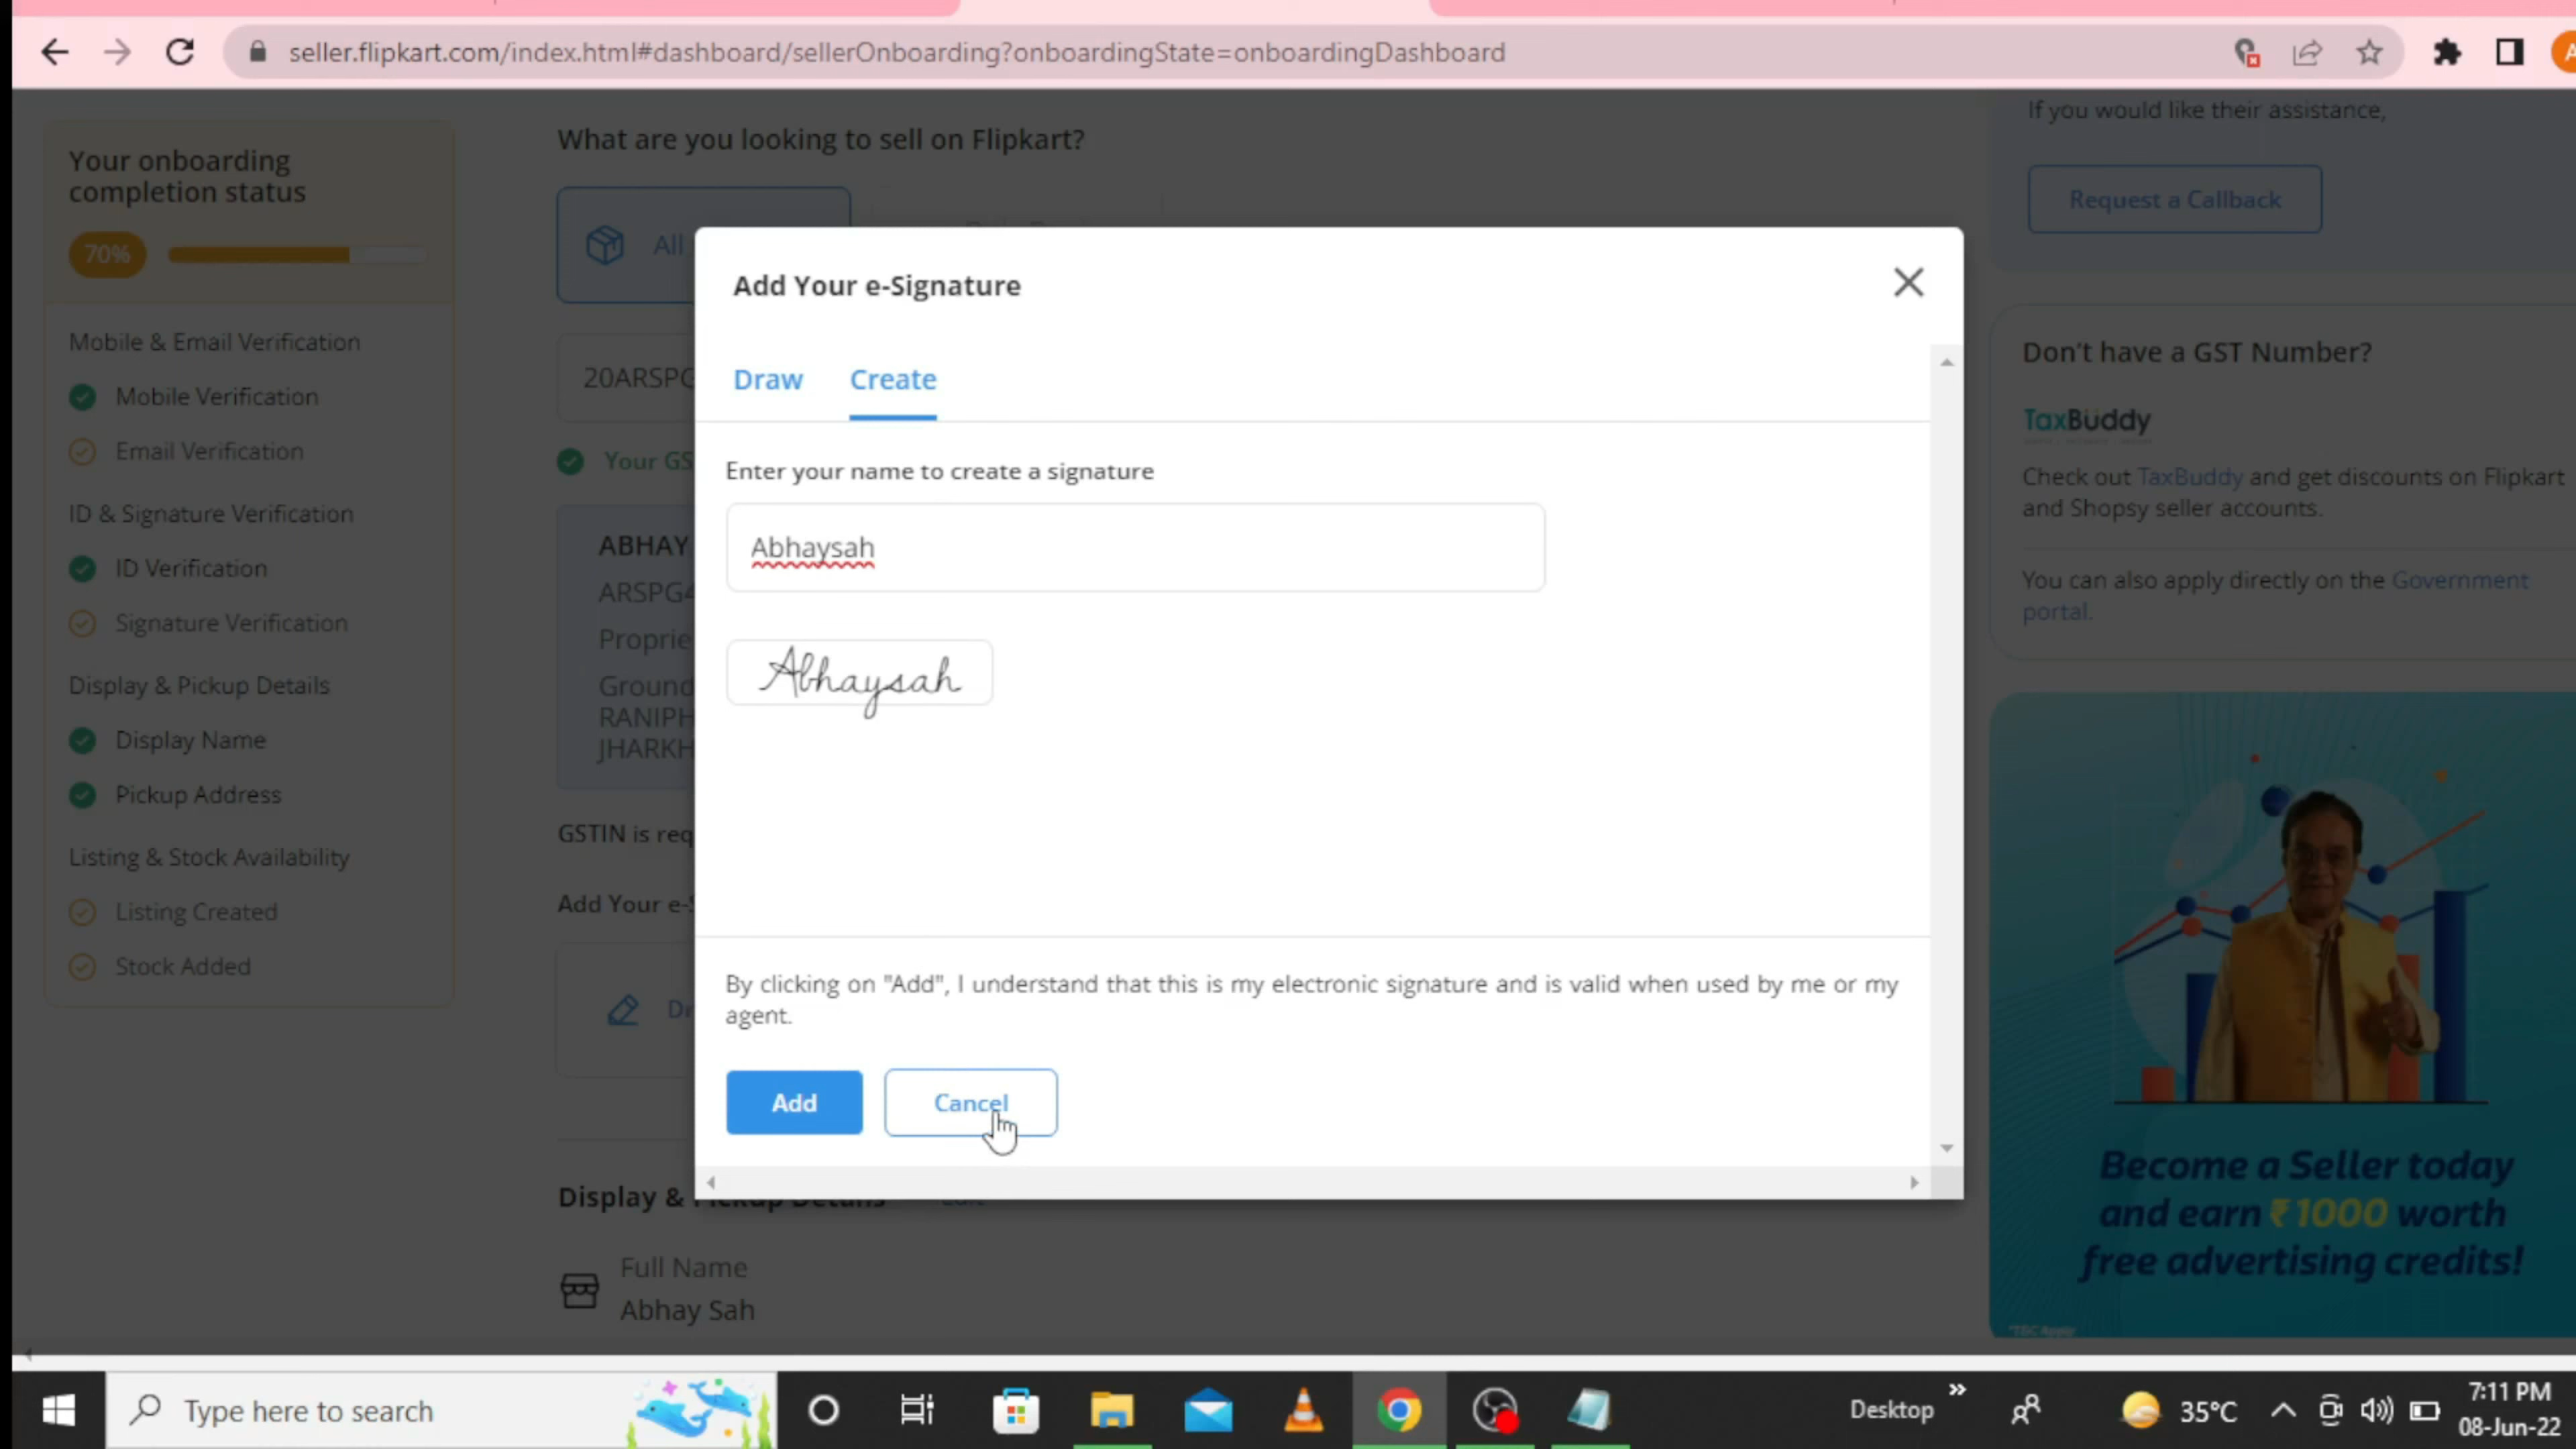 seller.flipkart.com/index.html#dashboard/sellerOnboarding?onboardingState=onboardingDashboard
If you would like their assistance,
Request a Callback
Your onboarding
completion status
70%
Mobile & Email Verification
Mobile Verification
Email Verification
ID & Signature Verification
ID Verification
Signature Verification
Display & Pickup Details
Display Name
Pickup Address
Listing & Stock Availability
Listing Created
Stock Added
What are you looking to sell on Flipkart?
All
20ARSPG
Your GS
ABHAY
ARSPG4
Proprie
Ground
RANIPH
JHARKH
GSTIN is req
Add Your e-S
Dr
Display & Pickup Details
Edit
Full Name
Abhay Sah
Add Your e-Signature
Draw Create
Enter your name to create a signature
Abhaysah
Abhaysah
By clicking on "Add", I understand that this is my electronic signature and is valid when used by me or my
agent.
Add Cancel
Don't have a GST Number?
TaxBuddy
Check out TaxBuddy and get discounts on Flipkart
and Shopsy seller accounts.
You can also apply directly on the Government
portal.
Become a Seller today
and earn ₹1000 worth
free advertising credits!
*T&C Apply
Type here to search
Desktop
35°C
7:11 PM
08-Jun-22